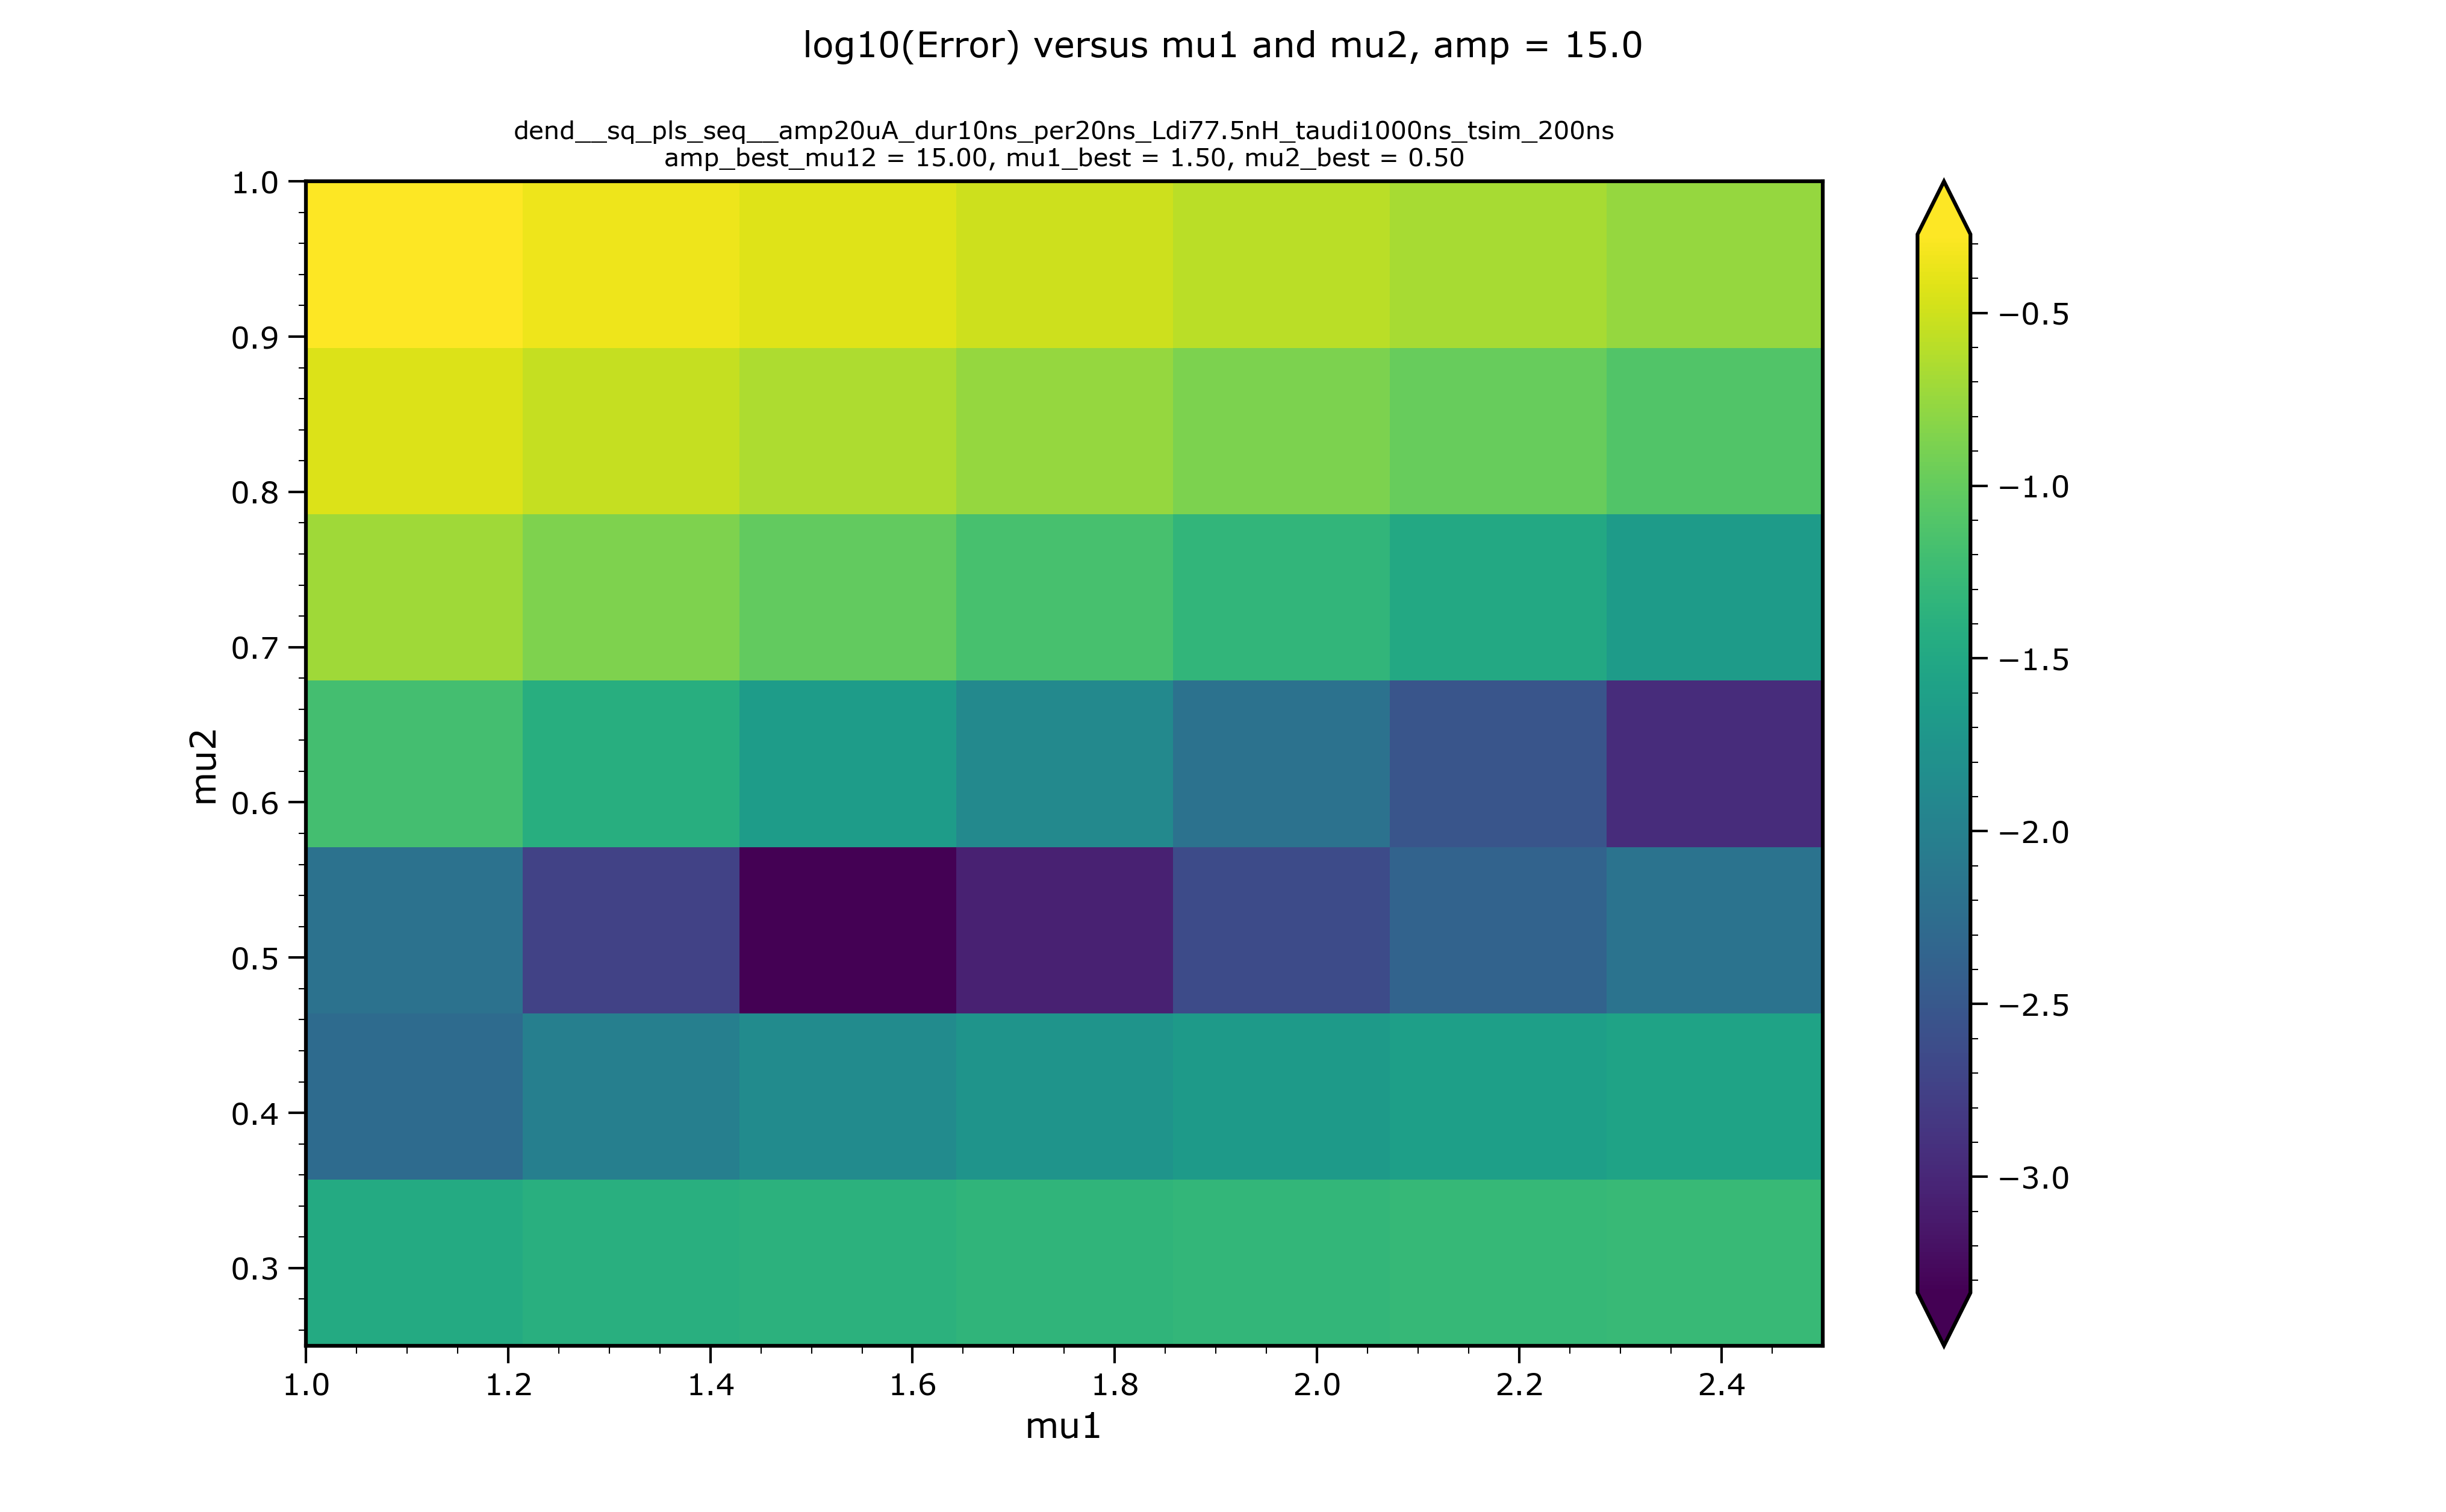 log10(Error) versus mu1 and mu2, amp = 15.0
dend__sq_pls_seq__amp20uA_dur10ns_per20ns_Ldi77.5nH_taudi1000ns_tsim_200ns
amp_best_mu12 = 15.00, mu1_best = 1.50, mu2_best = 0.50
1.0
0.9
0.8
0.7
0.6
0.5
0.4
0.3
mu2
1.0 1.2 1.4 1.6 1.8 2.0 2.2 2.4
mu1
−0.5
−1.0
−1.5
−2.0
−2.5
−3.0